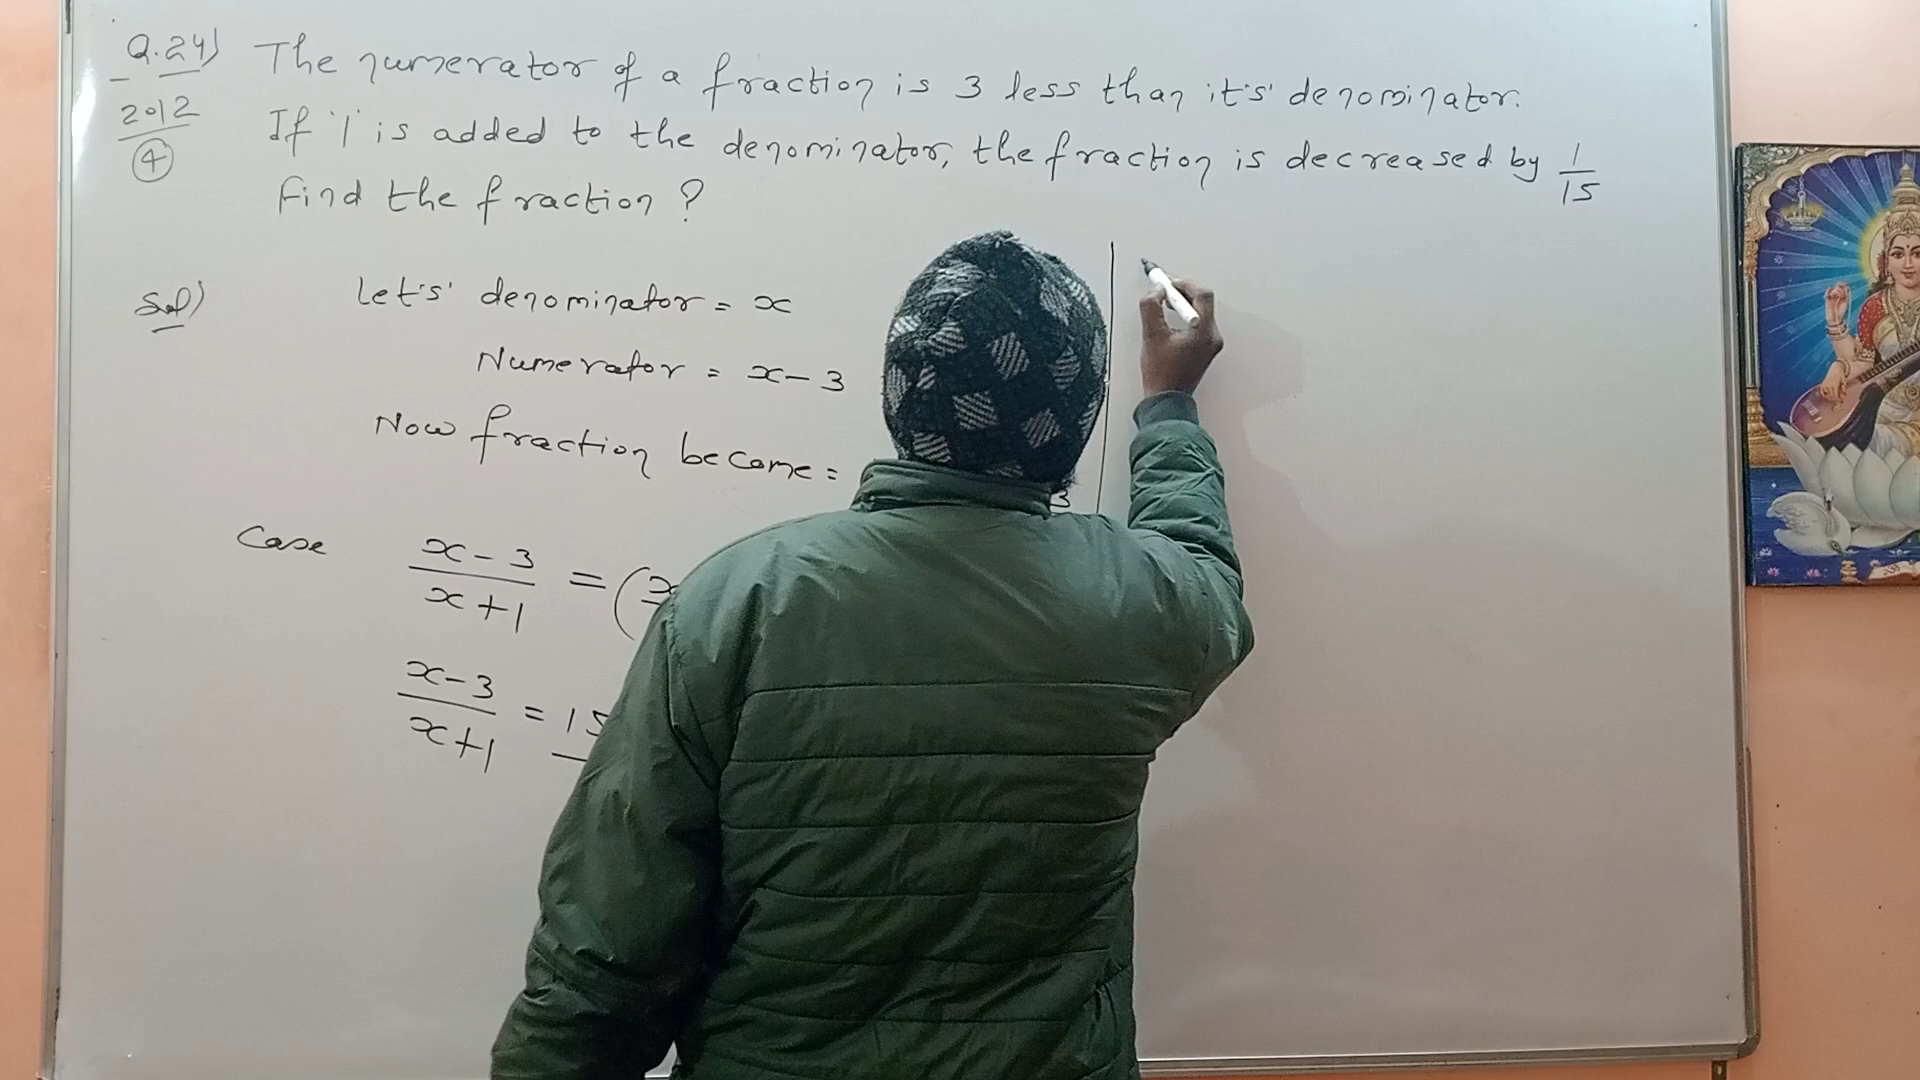 Q.24) The numerator of a fraction is 3 less than it's' denominator.
2012 If '1' is added to the denominator, the fraction is decreased by 1/15
4 Find the fraction ?
Sol) Let's' denominator = x
Numerator = x-3
Now fraction become =
3
Case x-3/x+1 = (
x-3/x+1 = 15